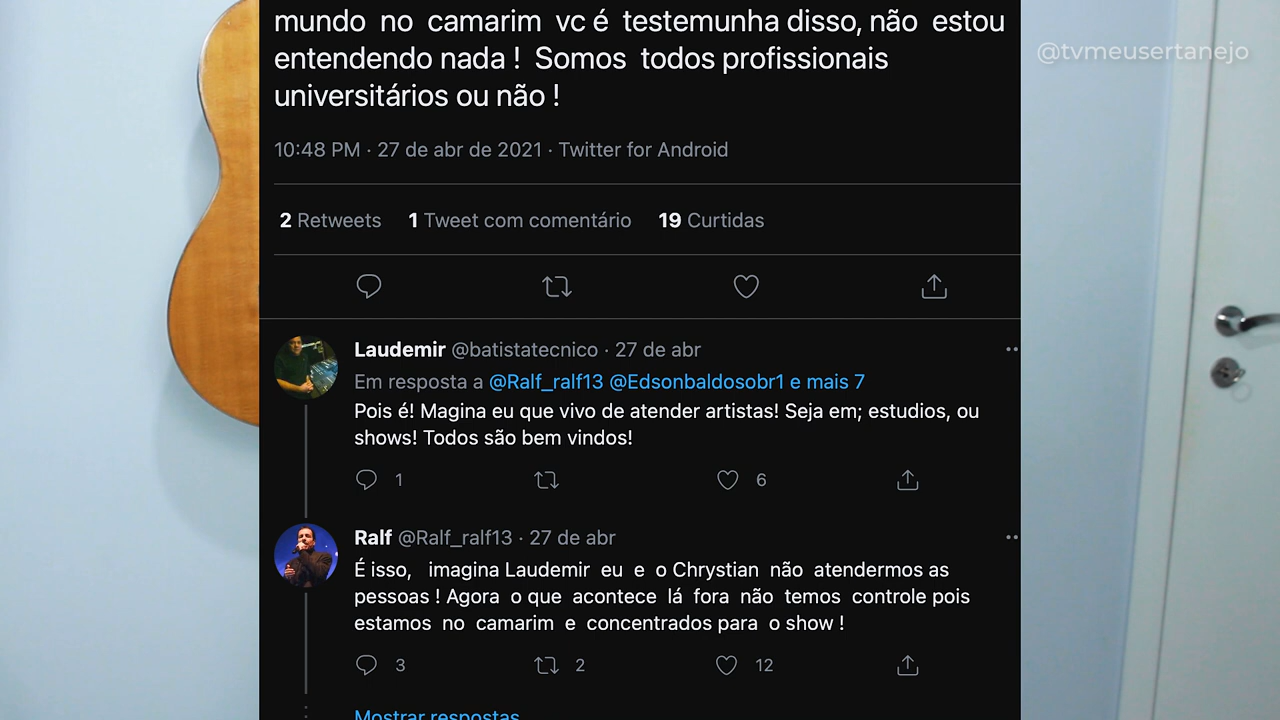 mundo no camarim vc é testemunha disso, não estou
entendendo nada ! Somos todos profissionais
universitários ou não !
@tvmeusertanejo
10:48 PM · 27 de abr de 2021 · Twitter for Android
2 Retweets 1 Tweet com comentário 19 Curtidas
Laudemir @batistatecnico · 27 de abr
Em resposta a @Ralf_ralf13 @Edsonbaldosobr1 e mais 7
Pois é! Magina eu que vivo de atender artistas! Seja em; estudios, ou
shows! Todos são bem vindos!
1 6
Ralf @Ralf_ralf13 · 27 de abr
É isso, imagina Laudemir eu e o Chrystian não atendermos as
pessoas ! Agora o que acontece lá fora não temos controle pois
estamos no camarim e concentrados para o show !
3 2 12
Mostrar respostas